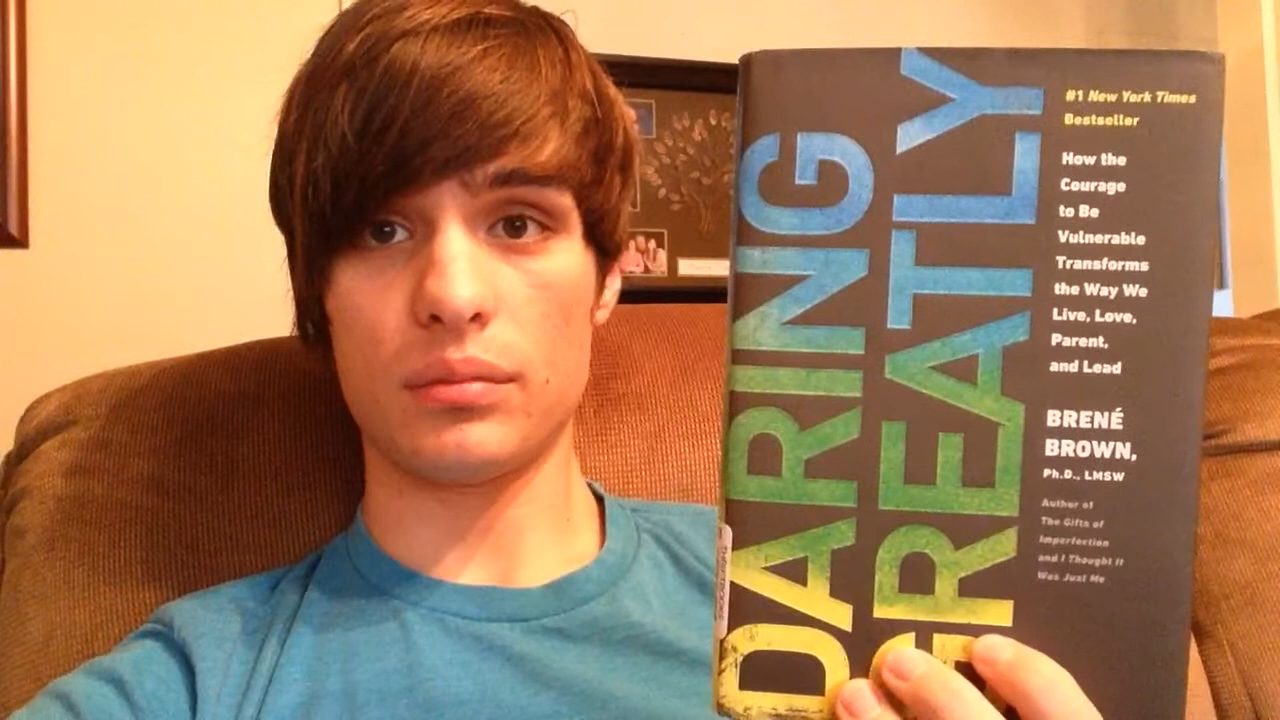 DARING
GREATLY
#1 New York Times
Bestseller
How the
Courage
to Be
Vulnerable
Transforms
the Way We
Live, Love,
Parent,
and Lead
BRENÉ
BROWN,
Ph.D., LMSW
Author of
The Gifts of
Imperfection
and I Thought It
Was Just Me